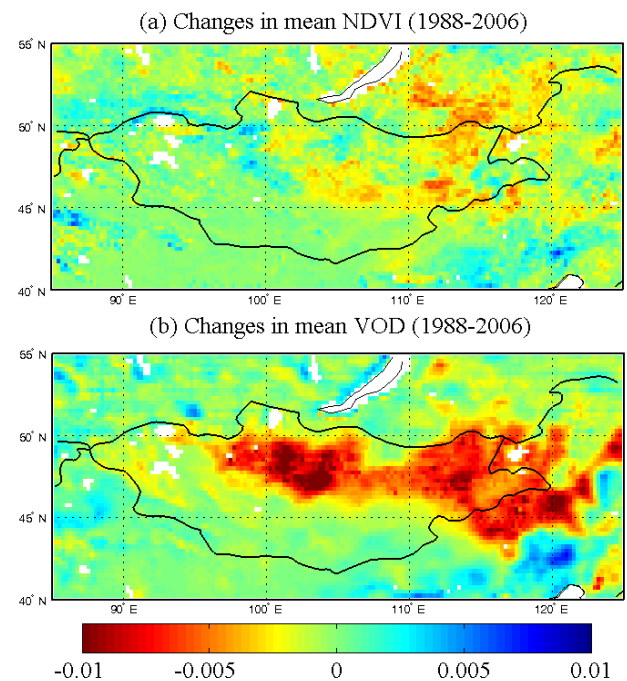 (a) Changes in mean NDVI (1988-2006)
55° N
50° N
45° N
40° N
90° E 100° E 110° E 120° E
(b) Changes in mean VOD (1988-2006)
55° N
50° N
45° N
40° N
90° E 100° E 110° E 120° E
-0.01 -0.005 0 0.005 0.01